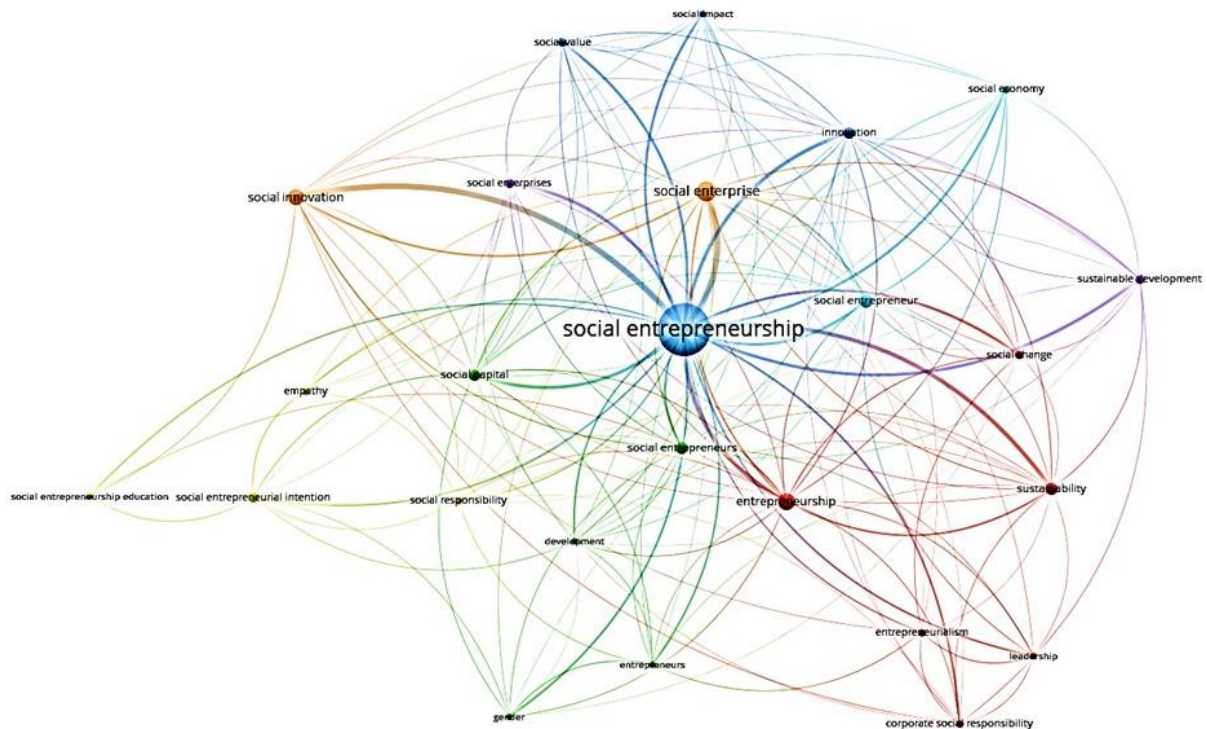 social impact
social value
social economy
innovation
social enterprises
social enterprise
social innovation
sustainable development
social entrepreneur
social entrepreneurship
social change
social capital
empathy
social entrepreneurs
sustainability
social entrepreneurship education
social entrepreneurial intention
social responsibility
entrepreneurship
development
entrepreneurialism
leadership
entrepreneurs
gender
corporate social responsibility